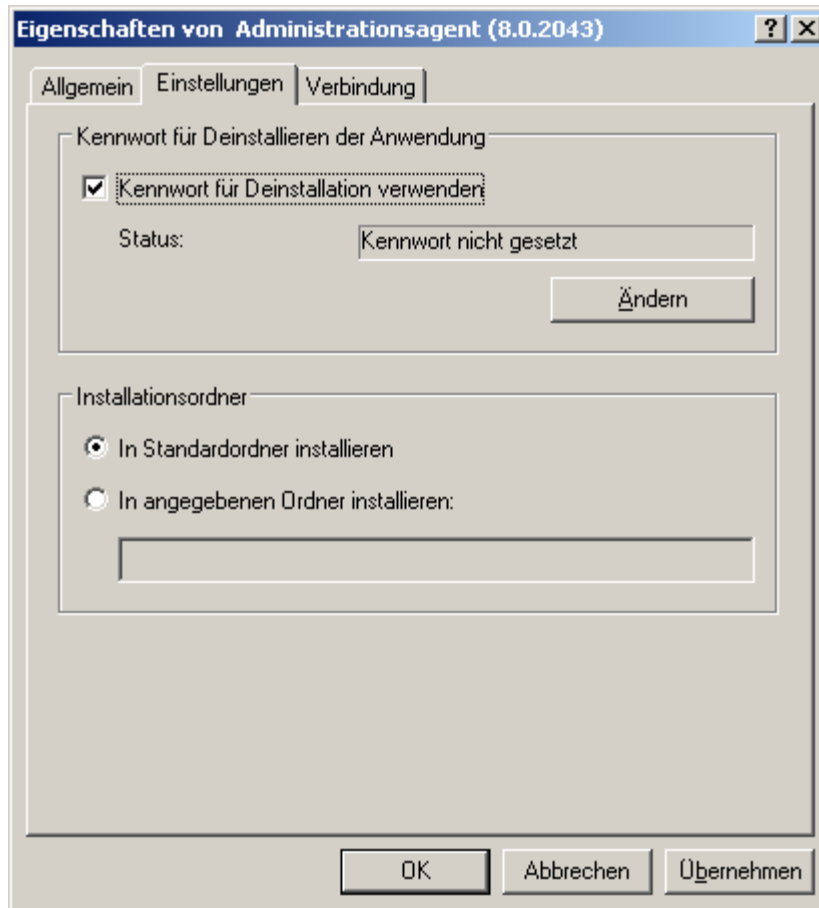 Eigenschaften von Administrationsagent (8.0.2043)
Allgemein Einstellungen Verbindung
Kennwort für Deinstallieren der Anwendung
Kennwort für Deinstallation verwenden
Status: Kennwort nicht gesetzt
Ändern
Installationsordner
In Standardordner installieren
In angegebenen Ordner installieren:
OK Abbrechen Übernehmen